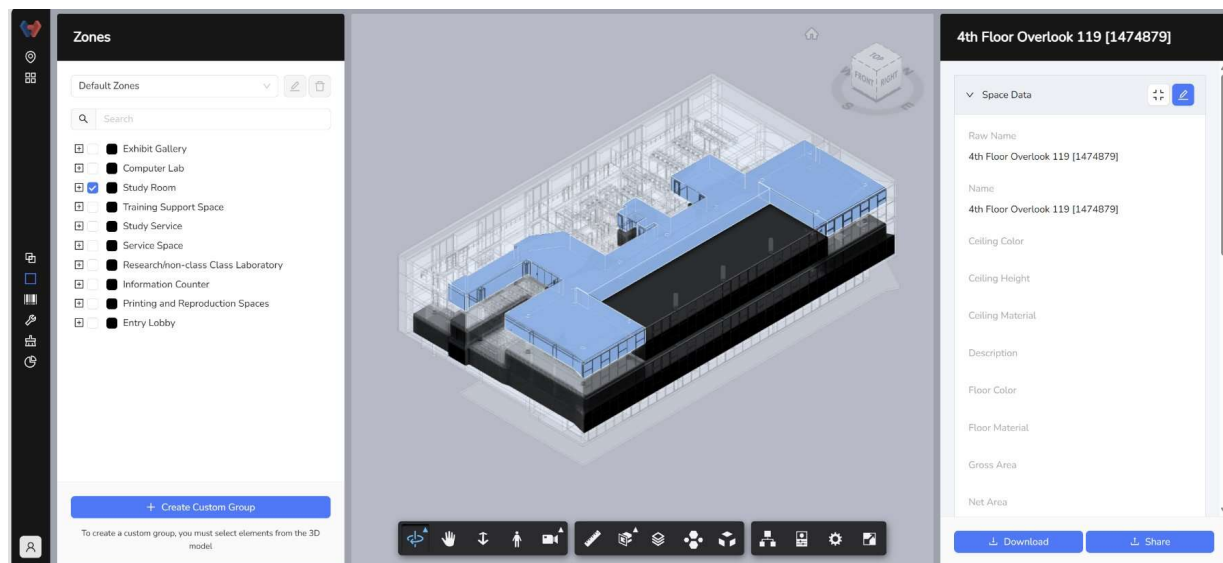 Zones
Default Zones
Search
Exhibit Gallery
Computer Lab
Study Room
Training Support Space
Study Service
Service Space
Research/non-class Class Laboratory
Information Counter
Printing and Reproduction Spaces
Entry Lobby
+ Create Custom Group
To create a custom group, you must select elements from the 3D
model
TOP
FRONT
RIGHT
4th Floor Overlook 119 [1474879]
Space Data
Raw Name
4th Floor Overlook 119 [1474879]
Name
4th Floor Overlook 119 [1474879]
Ceiling Color
Ceiling Height
Ceiling Material
Description
Floor Color
Floor Material
Gross Area
Net Area
Download
Share